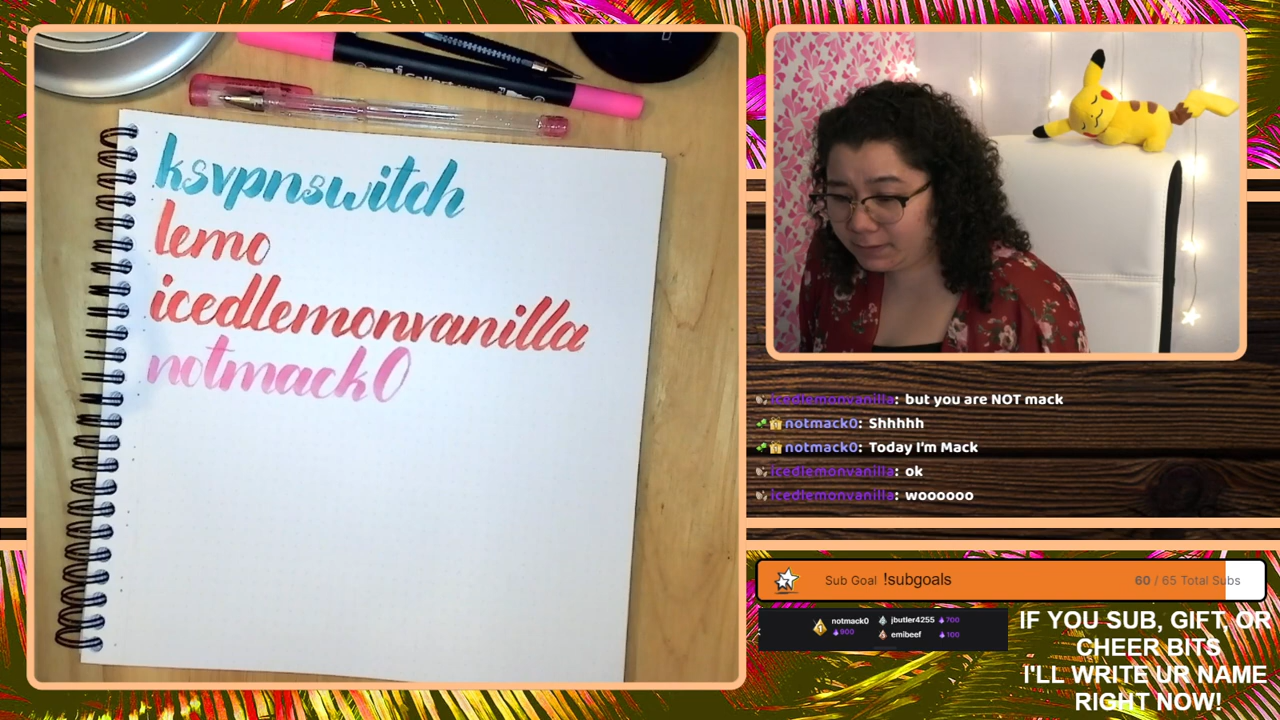 ksvpnswitch
lemo
icedlemonvanilla
notmack0
icedlemonvanilla: but you are NOT mack
notmack0: Shhhhh
notmack0: Today I'm Mack
icedlemonvanilla: ok
icedlemonvanilla: woooooo
Sub Goal !subgoals 60 / 65 Total Subs
1 notmack0 900
jbutler4255 700
emibeef 100
IF YOU SUB, GIFT, OR
CHEER BITS
I'LL WRITE UR NAME
RIGHT NOW!